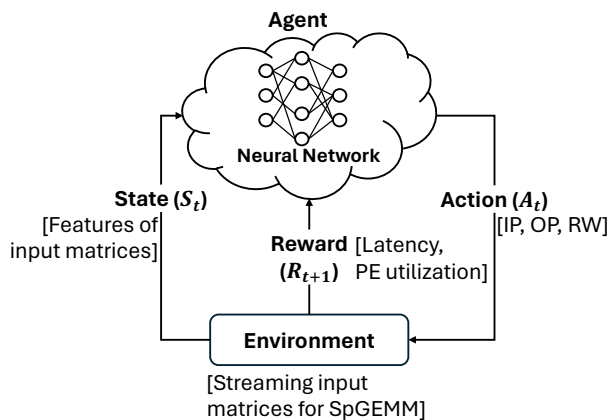 Agent
Neural Network
State (S_t)
[Features of
input matrices]
Reward
(R_{t+1})
[Latency,
PE utilization]
Action (A_t)
[IP, OP, RW]
Environment
[Streaming input
matrices for SpGEMM]